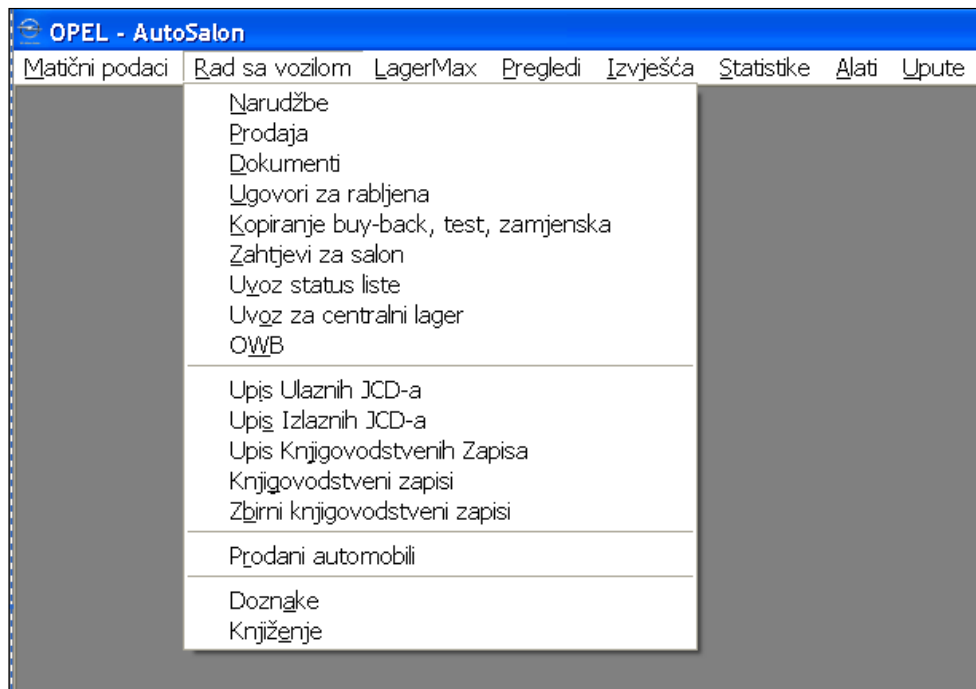 OPEL - AutoSalon
Matični podaci Rad sa vozilom LagerMax Pregledi Izvješća Statistike Alati Upute
Narudžbe
Prodaja
Dokumenti
Ugovori za rabljena
Kopiranje buy-back, test, zamjenska
Zahtjevi za salon
Uvoz status liste
Uvoz za centralni lager
OWB
Upis Ulaznih JCD-a
Upis Izlaznih JCD-a
Upis Knjigovodstvenih Zapisa
Knjigovodstveni zapisi
Zbirni knjigovodstveni zapisi
Prodani automobili
Doznake
Knjiženje